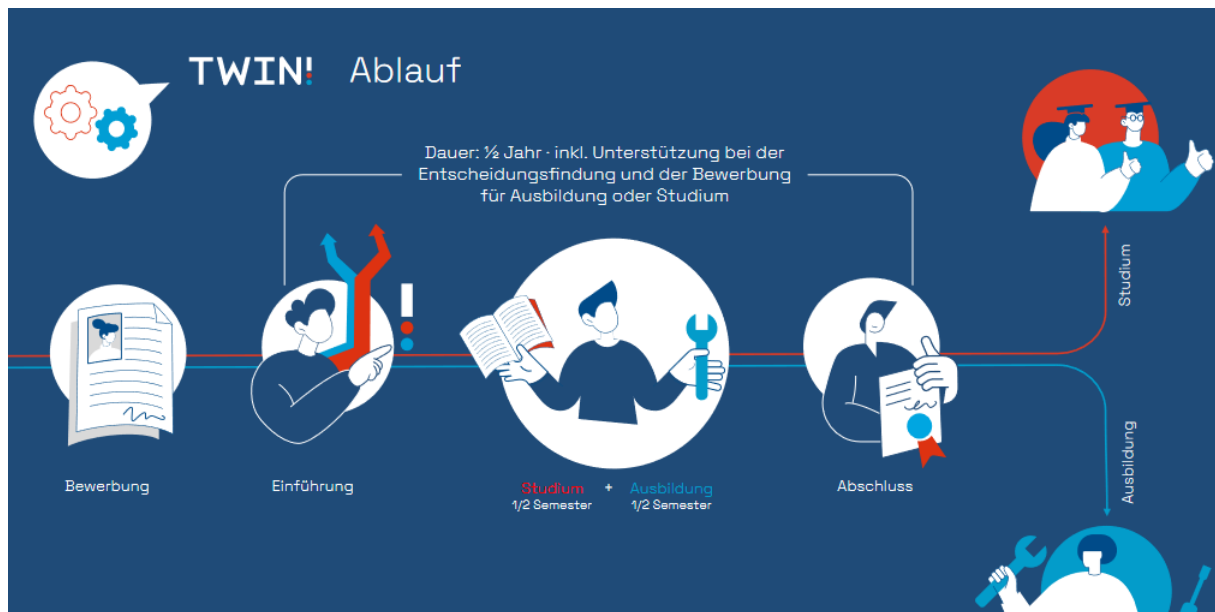 TWIN! Ablauf
Dauer: ½ Jahr · inkl. Unterstützung bei der
Entscheidungsfindung und der Bewerbung
für Ausbildung oder Studium
Bewerbung
Einführung
Studium + Ausbildung
1/2 Semester 1/2 Semester
Abschluss
Studium
Ausbildung